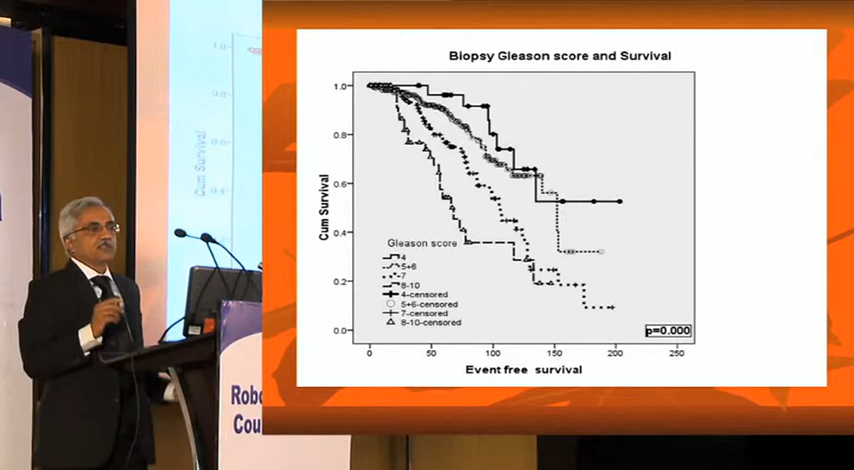 Biopsy Gleason score and Survival
1.0
0.8
0.6
0.4
0.2
0.0
Cum Survival
Gleason score
4
5+6
7
8-10
4-censored
5+6-censored
7-censored
8-10-censored
p=0.000
0
50
100
150
200
250
Event free survival
1.0
0.8
0.6
0.4
Cum Survival
Robo
Cou